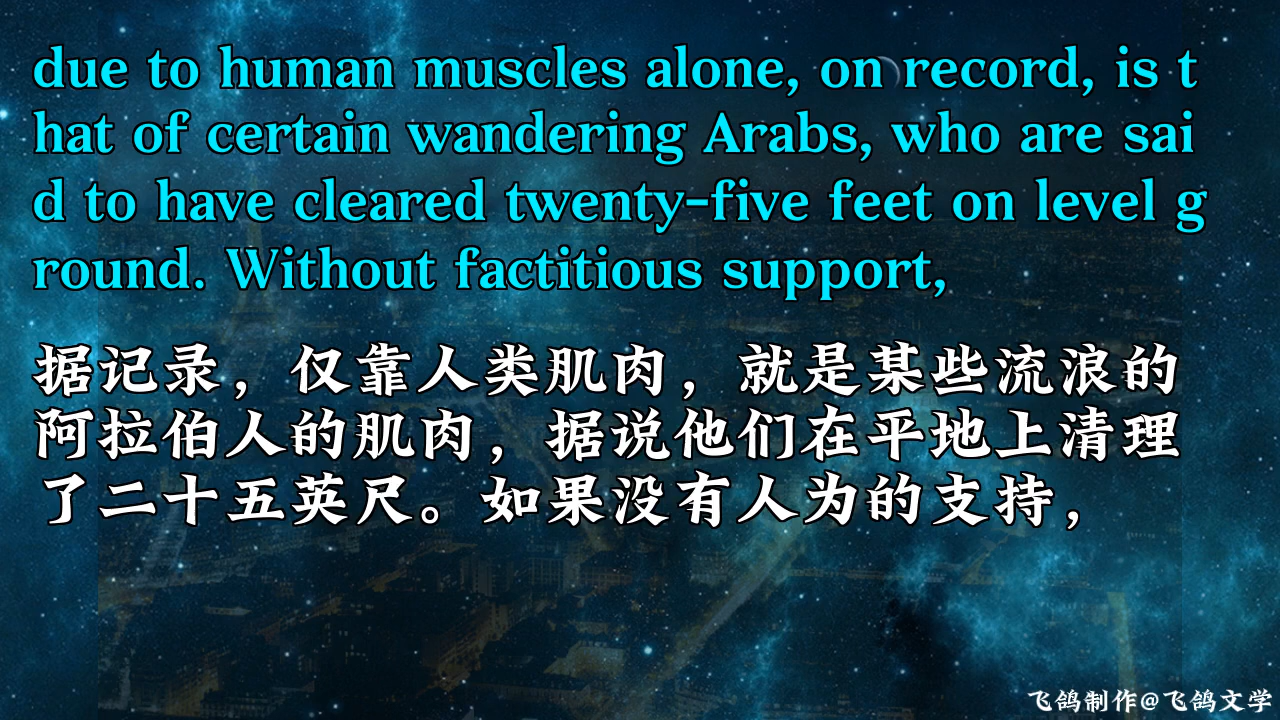 due to human muscles alone, on record, is t
hat of certain wandering Arabs, who are sai
d to have cleared twenty-five feet on level g
round. Without factitious support,
据记录，仅靠人类肌肉，就是某些流浪的
阿拉伯人的肌肉，据说他们在平地上清理
了二十五英尺。如果没有人为的支持，
飞鸽制作@飞鸽文学